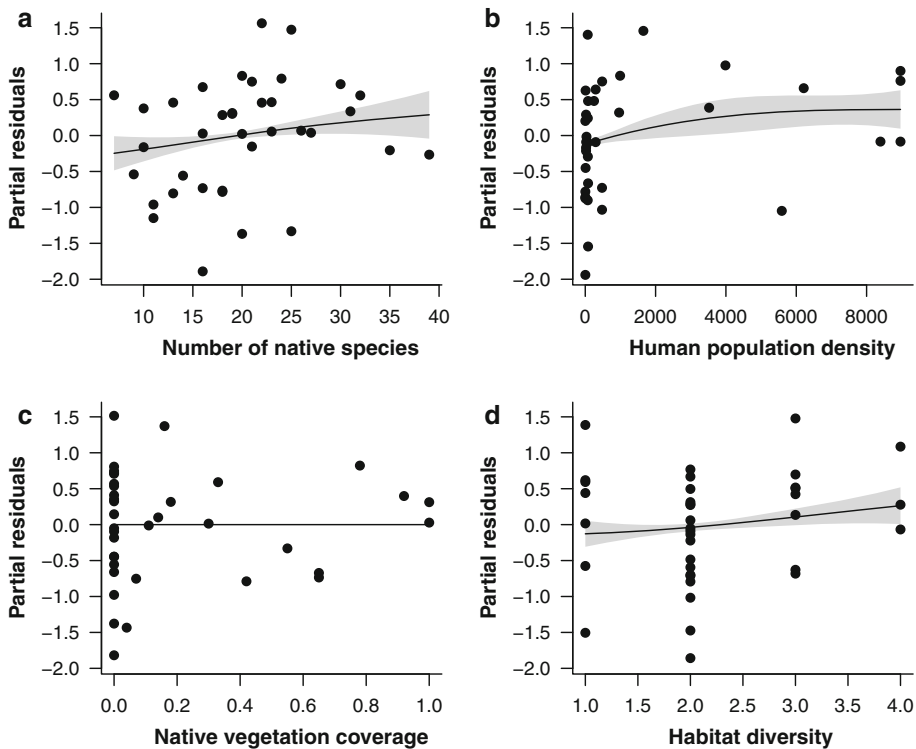 a
1.5
1.0
0.5
0.0
−0.5
−1.0
−1.5
−2.0
Partial residuals
10 15 20 25 30 35 40
Number of native species
b
1.5
1.0
0.5
0.0
−0.5
−1.0
−1.5
−2.0
Partial residuals
0 2000 4000 6000 8000
Human population density
c
1.5
1.0
0.5
0.0
−0.5
−1.0
−1.5
−2.0
Partial residuals
0.0 0.2 0.4 0.6 0.8 1.0
Native vegetation coverage
d
1.5
1.0
0.5
0.0
−0.5
−1.0
−1.5
−2.0
Partial residuals
1.0 1.5 2.0 2.5 3.0 3.5 4.0
Habitat diversity